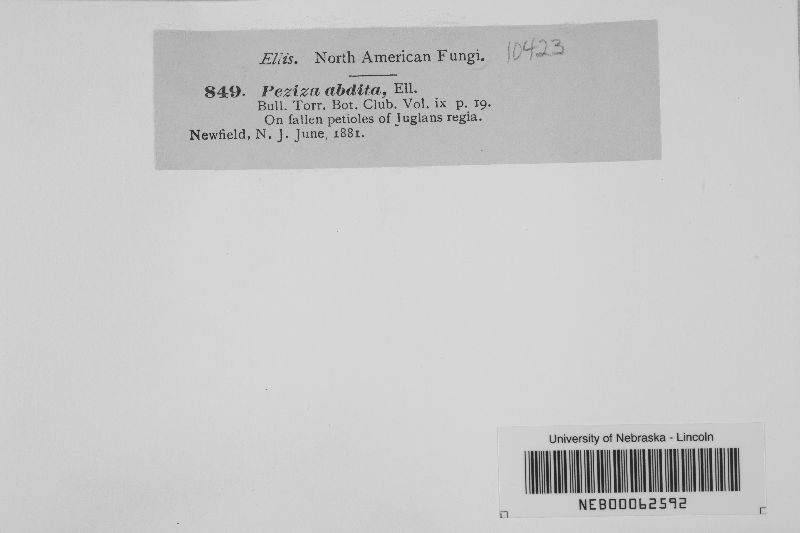 Ellis. North American Fungi. 10423
849. Peziza abdita, Ell.
Bull. Torr. Bot. Club. Vol. ix p. 19.
On fallen petioles of Juglans regia.
Newfield, N. J. June, 1881.
University of Nebraska - Lincoln
NEB00062592